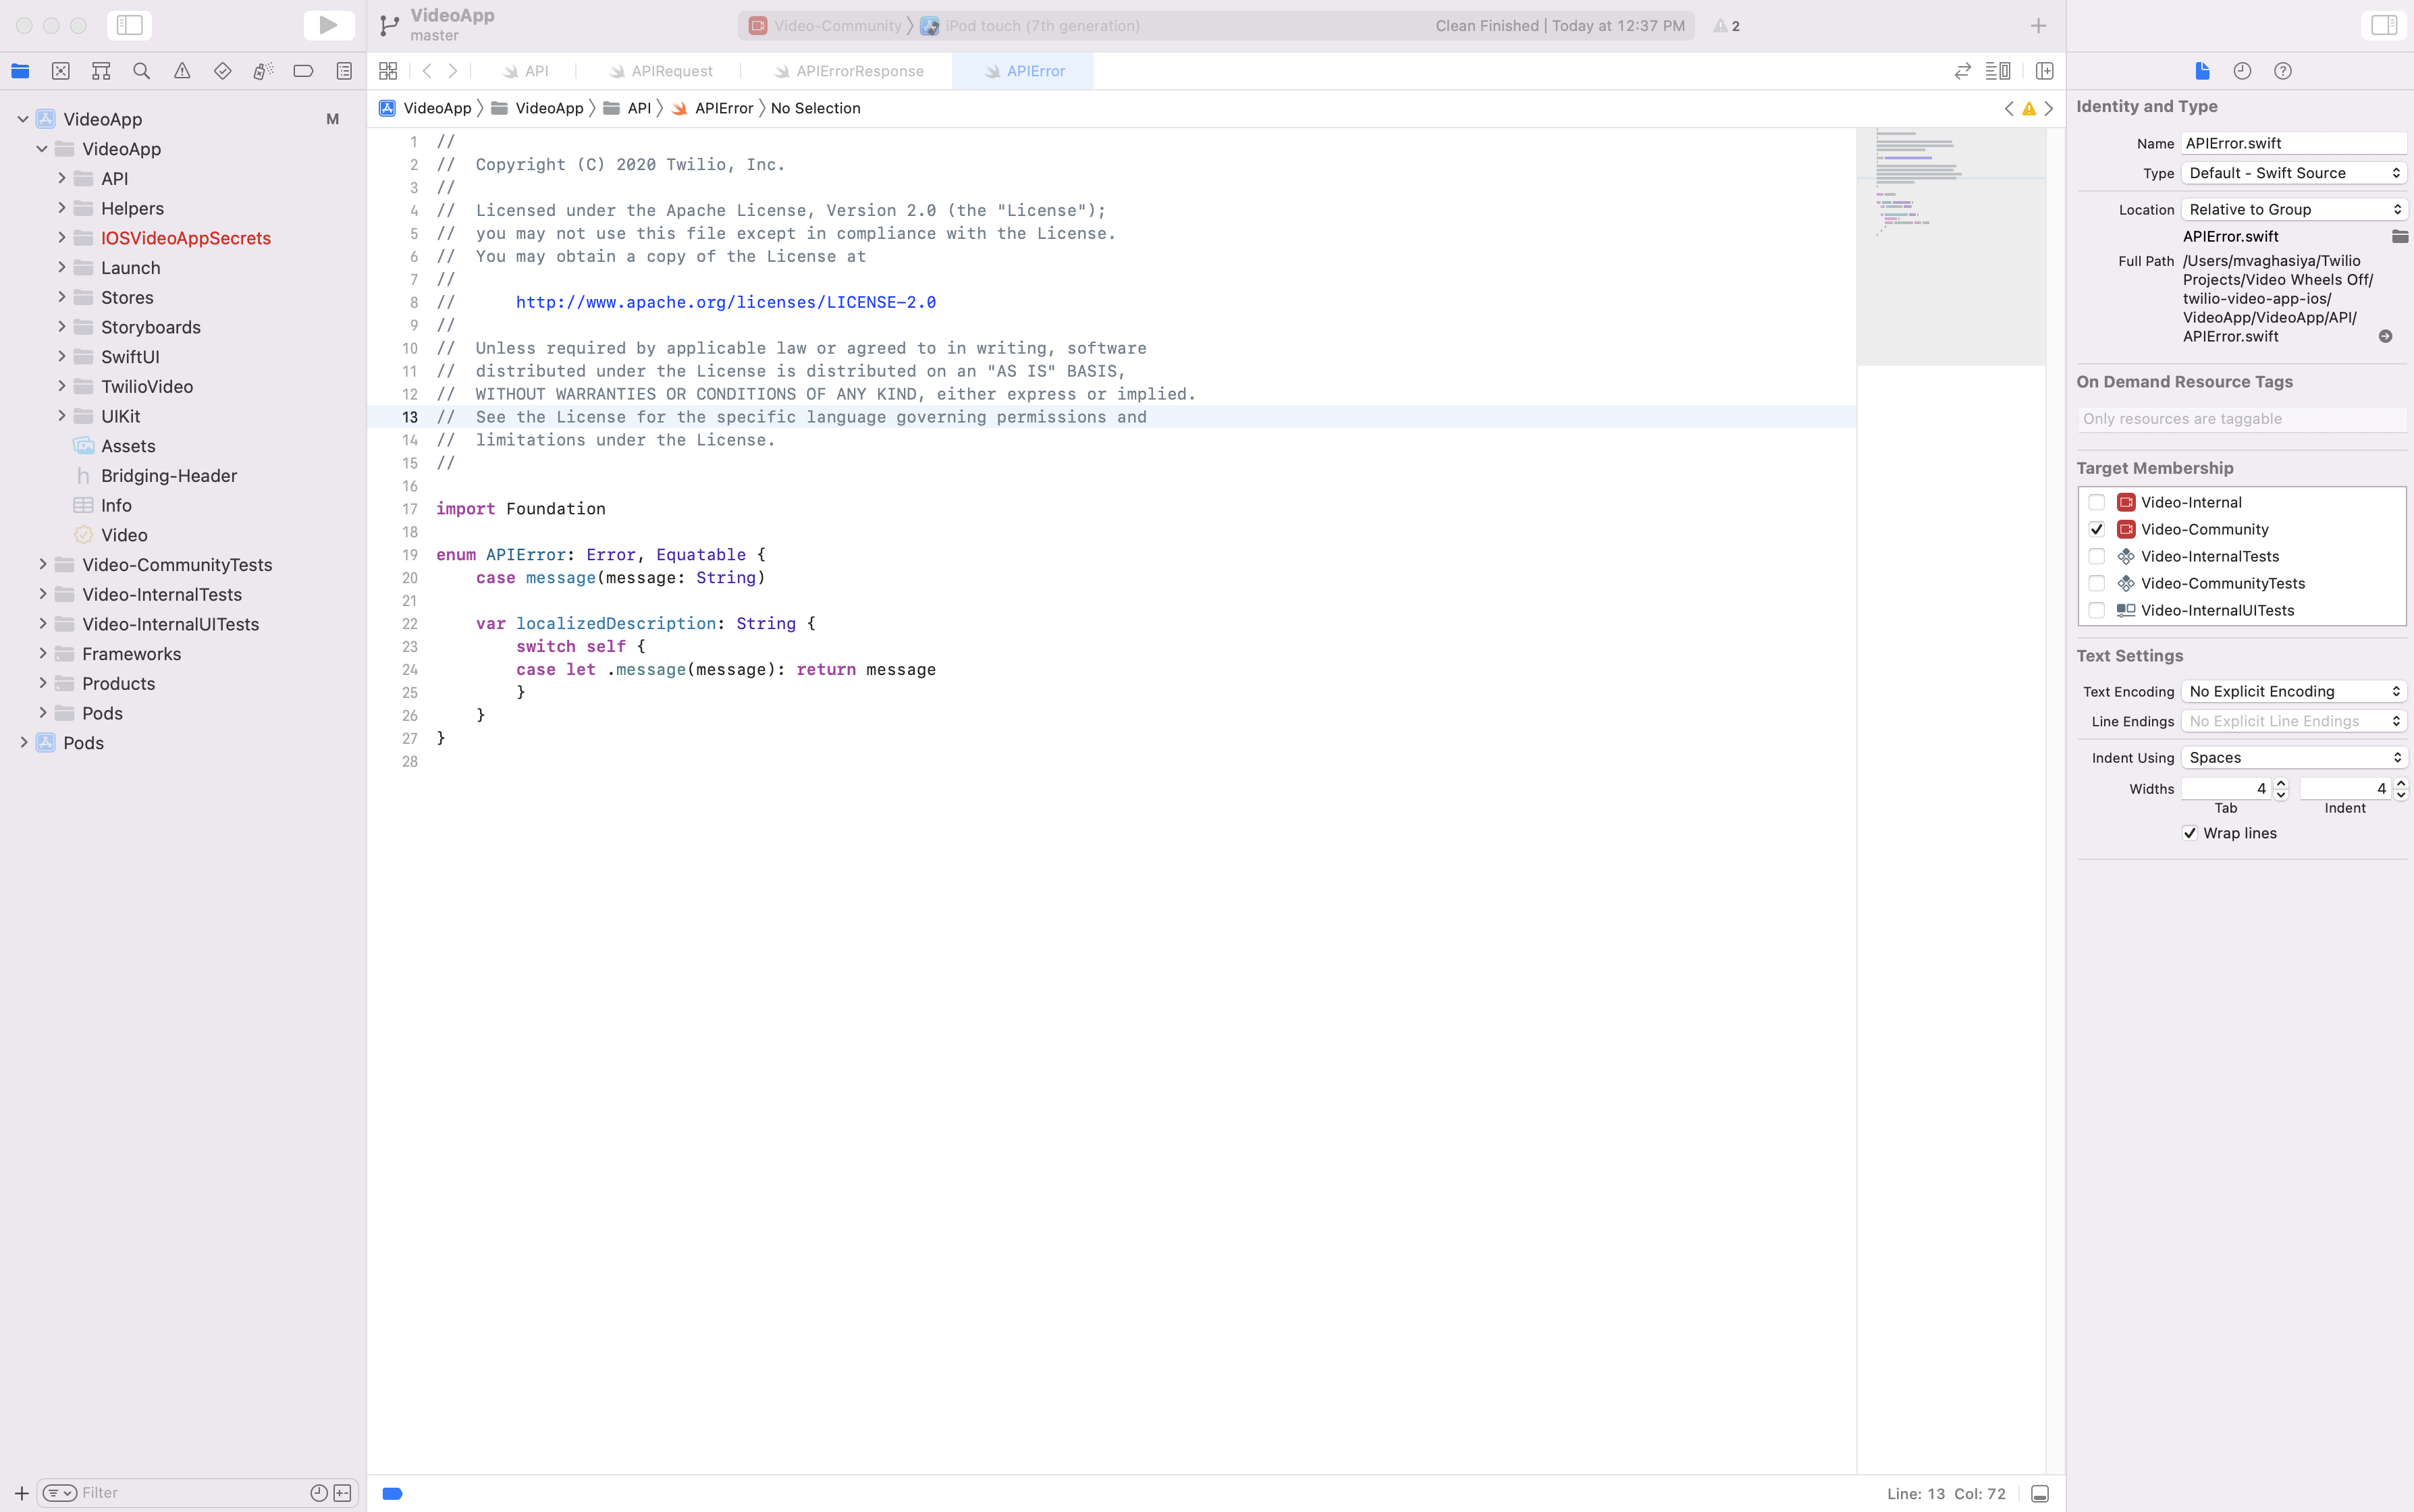 VideoApp
master
Video-Community
iPod touch (7th generation)
Clean Finished | Today at 12:37 PM
2
API
APIRequest
APIErrorResponse
APIError
VideoApp
VideoApp
API
APIError
No Selection
VideoApp
M
VideoApp
API
Helpers
IOSVideoAppSecrets
Launch
Stores
Storyboards
SwiftUI
TwilioVideo
UIKit
Assets
h Bridging-Header
Info
Video
Video-CommunityTests
Video-InternalTests
Video-InternalUITests
Frameworks
Products
Pods
Pods
Filter
1 //
2 // Copyright (C) 2020 Twilio, Inc.
3 //
4 // Licensed under the Apache License, Version 2.0 (the "License");
5 // you may not use this file except in compliance with the License.
6 // You may obtain a copy of the License at
7 //
8 // http://www.apache.org/licenses/LICENSE-2.0
9 //
10 // Unless required by applicable law or agreed to in writing, software
11 // distributed under the License is distributed on an "AS IS" BASIS,
12 // WITHOUT WARRANTIES OR CONDITIONS OF ANY KIND, either express or implied.
13 // See the License for the specific language governing permissions and
14 // limitations under the License.
15 //
16
17 import Foundation
18
19 enum APIError: Error, Equatable {
20 case message(message: String)
21
22 var localizedDescription: String {
23 switch self {
24 case let .message(message): return message
25 }
26 }
27 }
28
Line: 13 Col: 72
Identity and Type
Name APIError.swift
Type Default - Swift Source
Location Relative to Group
APIError.swift
Full Path /Users/mvaghasiya/Twilio
Projects/Video Wheels Off/
twilio-video-app-ios/
VideoApp/VideoApp/API/
APIError.swift
On Demand Resource Tags
Only resources are taggable
Target Membership
Video-Internal
Video-Community
Video-InternalTests
Video-CommunityTests
Video-InternalUITests
Text Settings
Text Encoding No Explicit Encoding
Line Endings No Explicit Line Endings
Indent Using Spaces
Widths 4 4
Tab Indent
Wrap lines